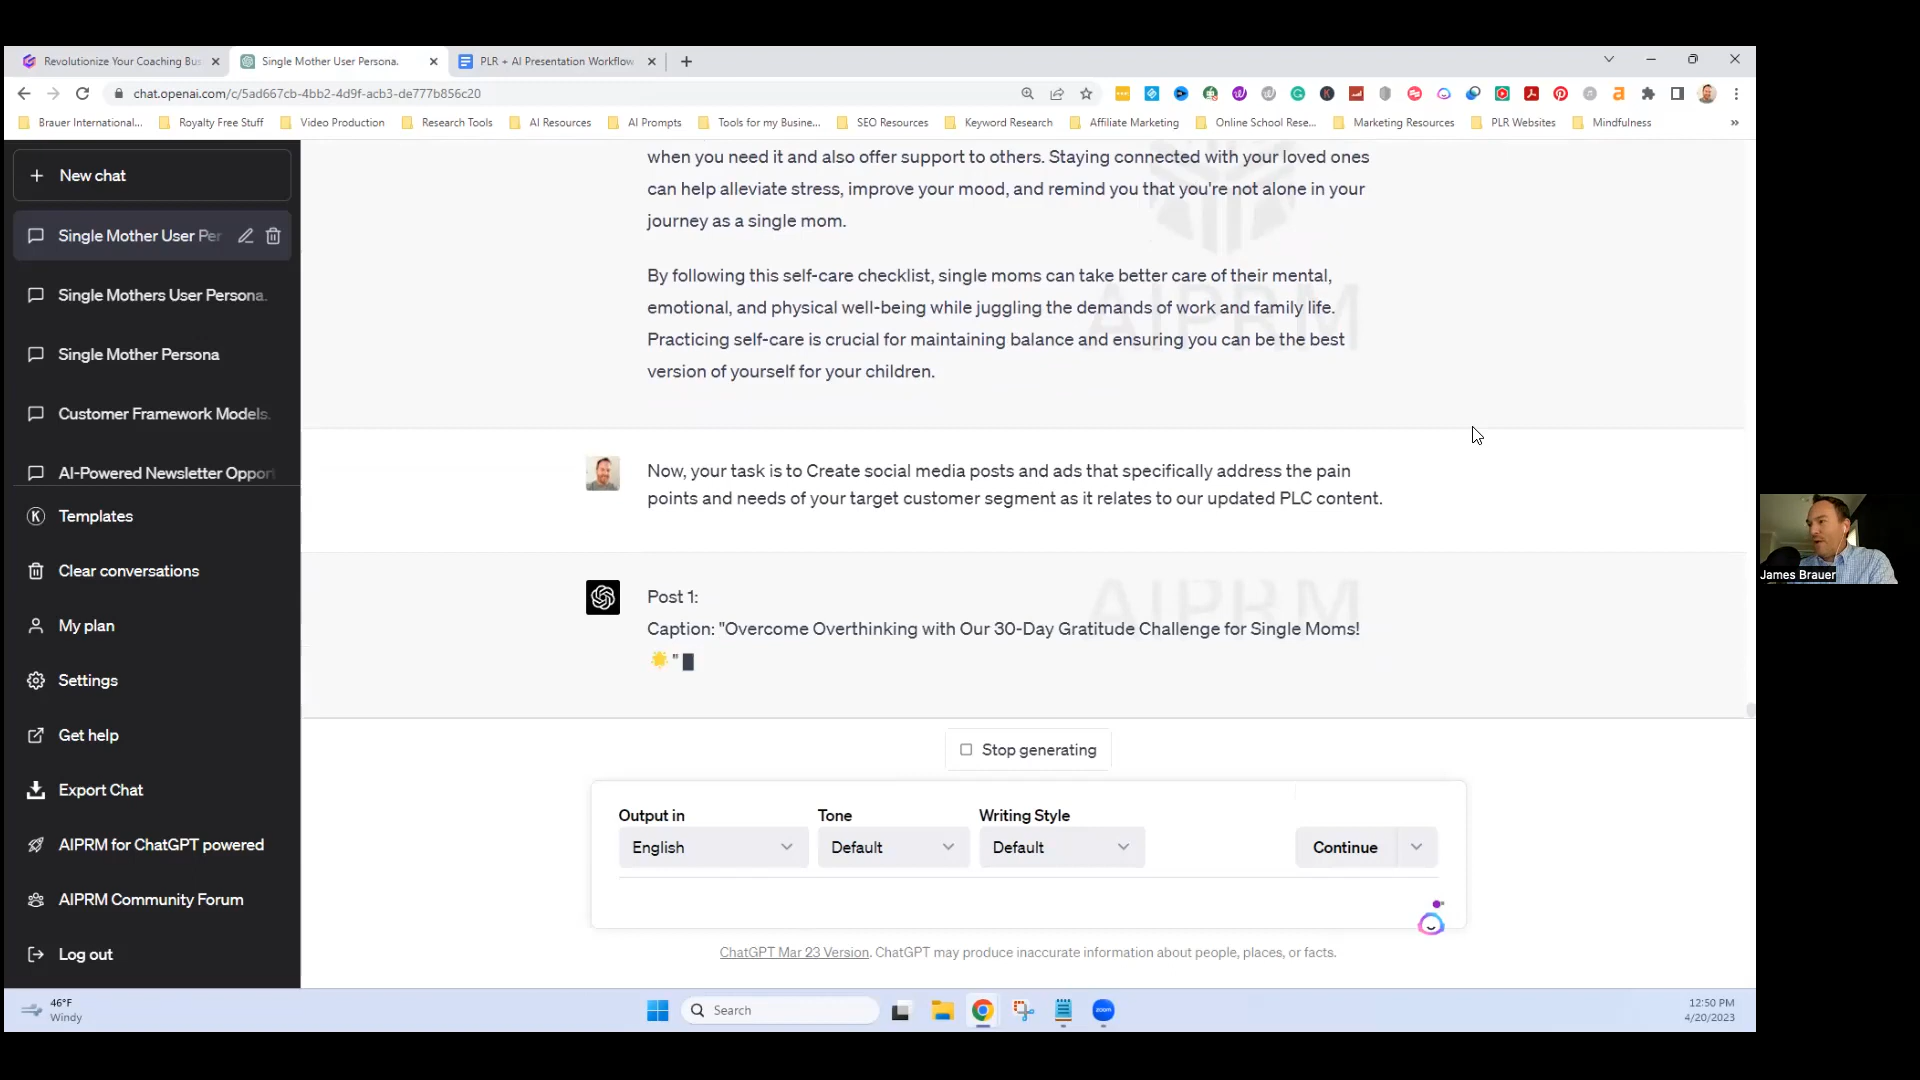 Revolutionize Your Coaching Bus
Single Mother User Persona.
PLR + AI Presentation Workflow
chat.openai.com/c/5ad667cb-4bb2-4d9f-acb3-de777b856c20
Brauer International...
Royalty Free Stuff
Video Production
Research Tools
AI Resources
AI Prompts
Tools for my Busine...
SEO Resources
Keyword Research
Affiliate Marketing
Online School Rese...
Marketing Resources
PLR Websites
Mindfulness
»
New chat
Single Mother User Per
Single Mothers User Persona.
Single Mother Persona
Customer Framework Models.
AI-Powered Newsletter Oppor
Templates
Clear conversations
My plan
Settings
Get help
Export Chat
AIPRM for ChatGPT powered
AIPRM Community Forum
Log out
when you need it and also offer support to others. Staying connected with your loved ones
can help alleviate stress, improve your mood, and remind you that you're not alone in your
journey as a single mom.
By following this self-care checklist, single moms can take better care of their mental,
emotional, and physical well-being while juggling the demands of work and family life.
Practicing self-care is crucial for maintaining balance and ensuring you can be the best
version of yourself for your children.
AIPRM
Now, your task is to Create social media posts and ads that specifically address the pain
points and needs of your target customer segment as it relates to our updated PLC content.
Post 1:
Caption: "Overcome Overthinking with Our 30-Day Gratitude Challenge for Single Moms!
🌟 "
AIPRM
Stop generating
Output in
Tone
Writing Style
English
Default
Default
Continue
ChatGPT Mar 23 Version. ChatGPT may produce inaccurate information about people, places, or facts.
James Brauer
46°F
Windy
Search
zoom
12:50 PM
4/20/2023